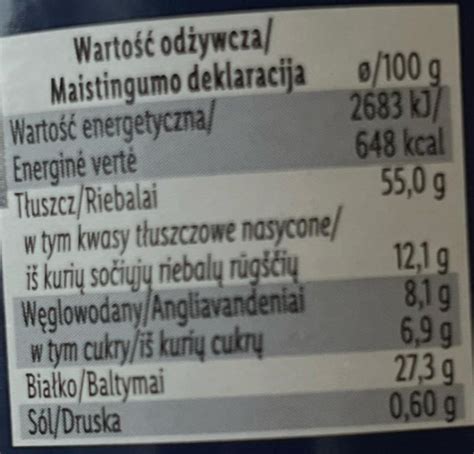 Wartość odżywcza/
Maistingumo deklaracija ø/100 g
Wartość energetyczna/ 2683 kJ/
Energinė vertė 648 kcal
Tłuszcz/Riebalai 55,0 g
w tym kwasy tłuszczowe nasycone/
iš kurių sočiųjų riebalų rūgščių 12,1 g
Węglowodany/Angliavandeniai 8,1 g
w tym cukry/iš kurių cukrų 6,9 g
Białko/Baltymai 27,3 g
Sól/Druska 0,60 g